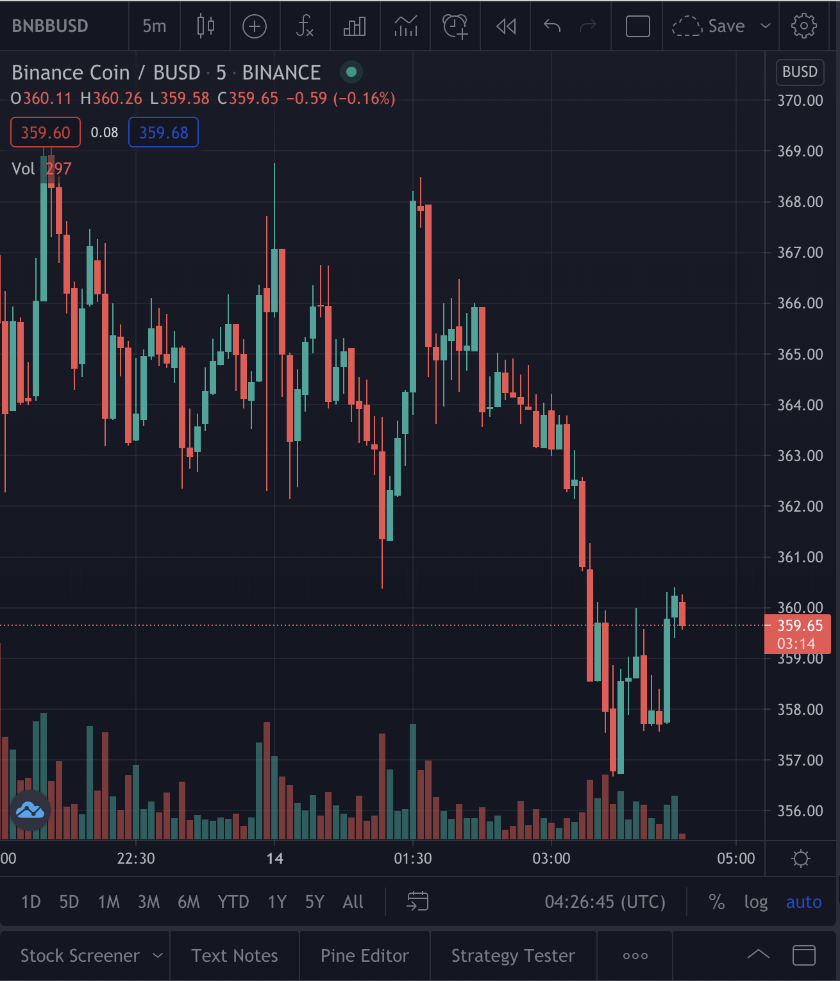 BNBBUSD 5m Save
Binance Coin / BUSD · 5 · BINANCE BUSD
O360.11 H360.26 L359.58 C359.65 −0.59 (−0.16%)
370.00
359.60 0.08 359.68
369.00
Vol 297
368.00
367.00
366.00
365.00
364.00
363.00
362.00
361.00
360.00
359.65
03:14
359.00
358.00
357.00
356.00
00 22:30 14 01:30 03:00 05:00
1D 5D 1M 3M 6M YTD 1Y 5Y All 04:26:45 (UTC) % log auto
Stock Screener Text Notes Pine Editor Strategy Tester